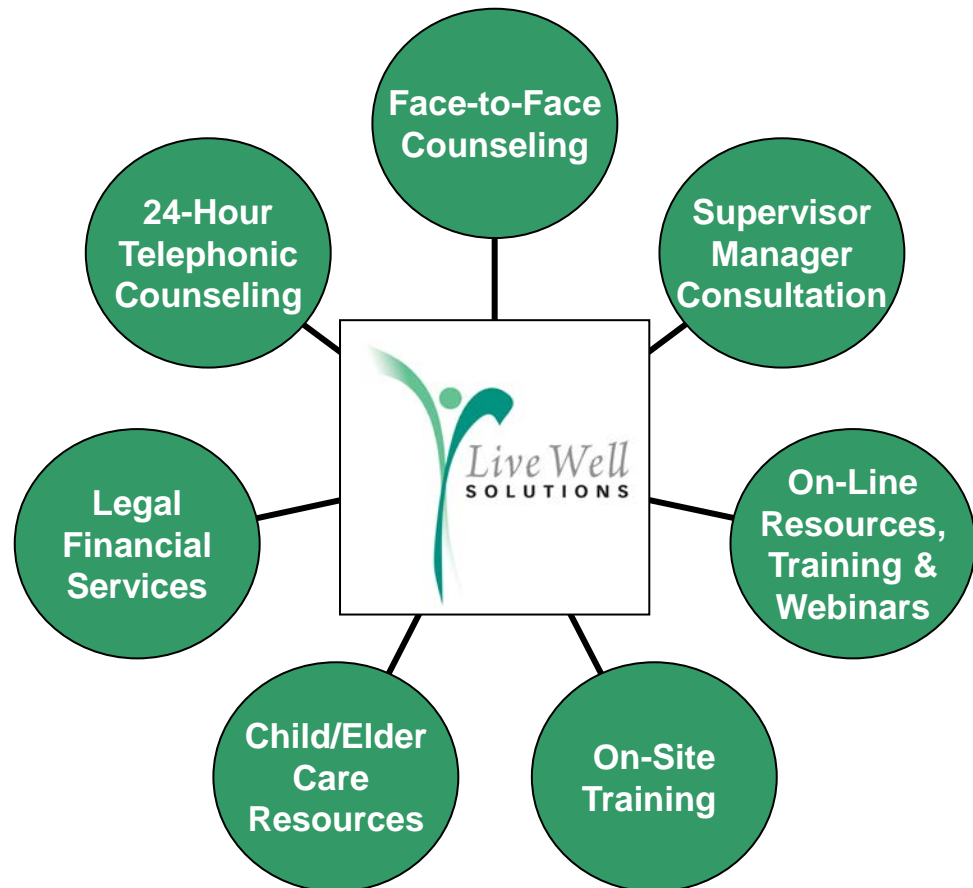 Face-to-Face
Counseling
24-Hour
Telephonic
Counseling
Supervisor
Manager
Consultation
Live Well
SOLUTIONS
Legal
Financial
Services
On-Line
Resources,
Training &
Webinars
Child/Elder
Care
Resources
On-Site
Training